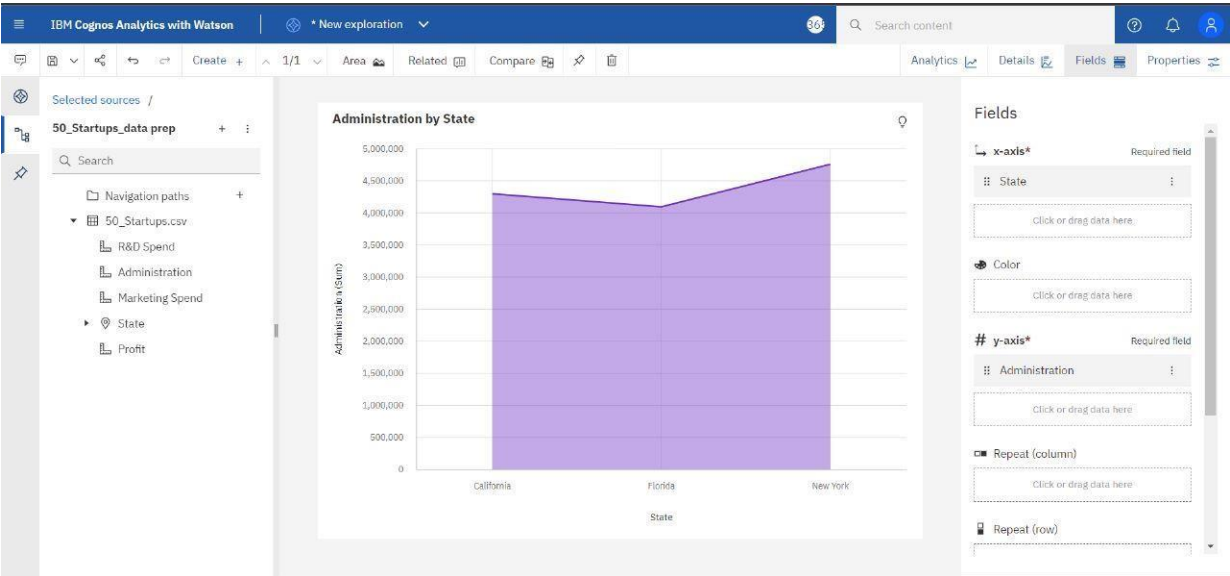 IBM Cognos Analytics with Watson
* New exploration
365
Search content
Create +
1/1
Area
Related
Compare
Analytics
Details
Fields
Properties
Selected sources /
50_Startups_data prep
Search
Navigation paths
50_Startups.csv
R&D Spend
Administration
Marketing Spend
State
Profit
Administration by State
Administration (Sum)
5,000,000
4,500,000
4,000,000
3,500,000
3,000,000
2,500,000
2,000,000
1,500,000
1,000,000
500,000
0
California
Florida
New York
State
Fields
x-axis*
Required field
State
Click or drag data here
Color
Click or drag data here
# y-axis*
Required field
Administration
Click or drag data here
Repeat (column)
Click or drag data here
Repeat (row)